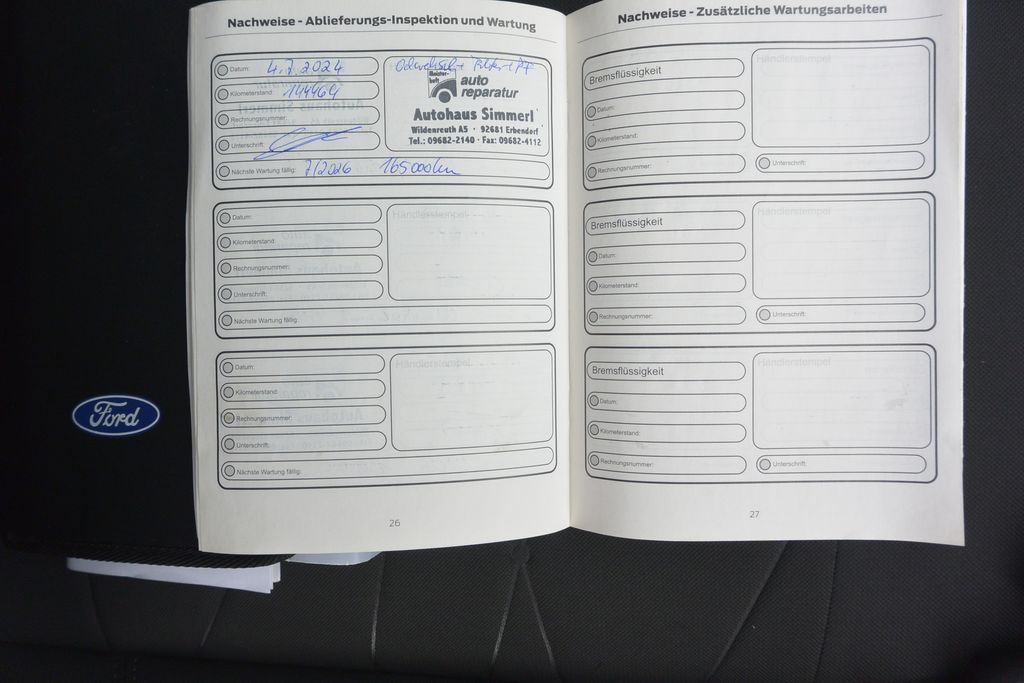 Nachweise - Ablieferungs-Inspektion und Wartung
Datum: 4.7.2024
Kilometerstand: 144469
Rechnungsnummer:
Unterschrift:
Nächste Wartung fällig: 7/2026 165000km
Meister-
haft
auto
reparatur
Autohaus Simmerl
Wildenreuth A5 · 92681 Erbendorf
Tel.: 09682-2140 · Fax: 09682-4112
Datum:
Kilometerstand:
Rechnungsnummer:
Unterschrift:
Nächste Wartung fällig:
Händlerstempel
Datum:
Kilometerstand:
Rechnungsnummer:
Unterschrift:
Nächste Wartung fällig:
Händlerstempel
26
Nachweise - Zusätzliche Wartungsarbeiten
Bremsflüssigkeit
Datum:
Kilometerstand:
Rechnungsnummer:
Händlerstempel
Unterschrift:
Bremsflüssigkeit
Datum:
Kilometerstand:
Rechnungsnummer:
Händlerstempel
Unterschrift:
Bremsflüssigkeit
Datum:
Kilometerstand:
Rechnungsnummer:
Händlerstempel
Unterschrift:
27
Ford